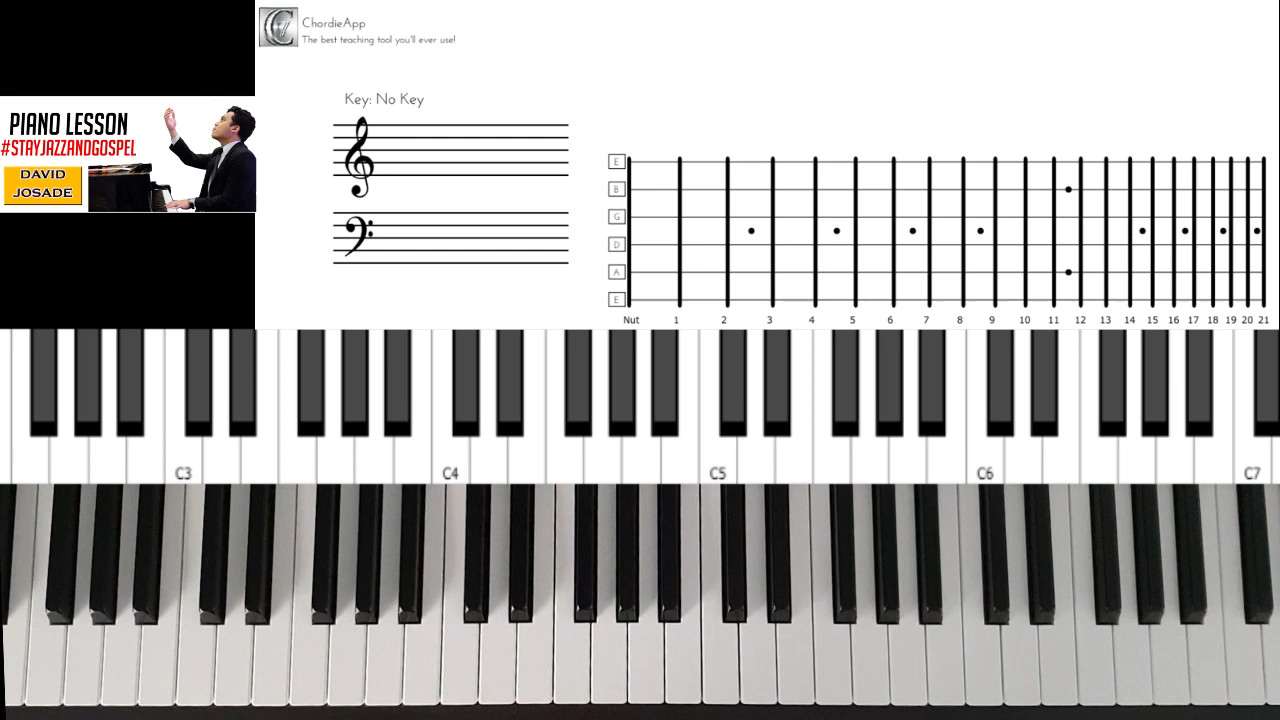 ChordieApp
The best teaching tool you'll ever use!
PIANO LESSON
#STAYJAZZANDGOSPEL
DAVID
JOSADE
Key: No Key
E
B
G
D
A
E
Nut 1 2 3 4 5 6 7 8 9 10 11 12 13 14 15 16 17 18 19 20 21
C3 C4 C5 C6 C7